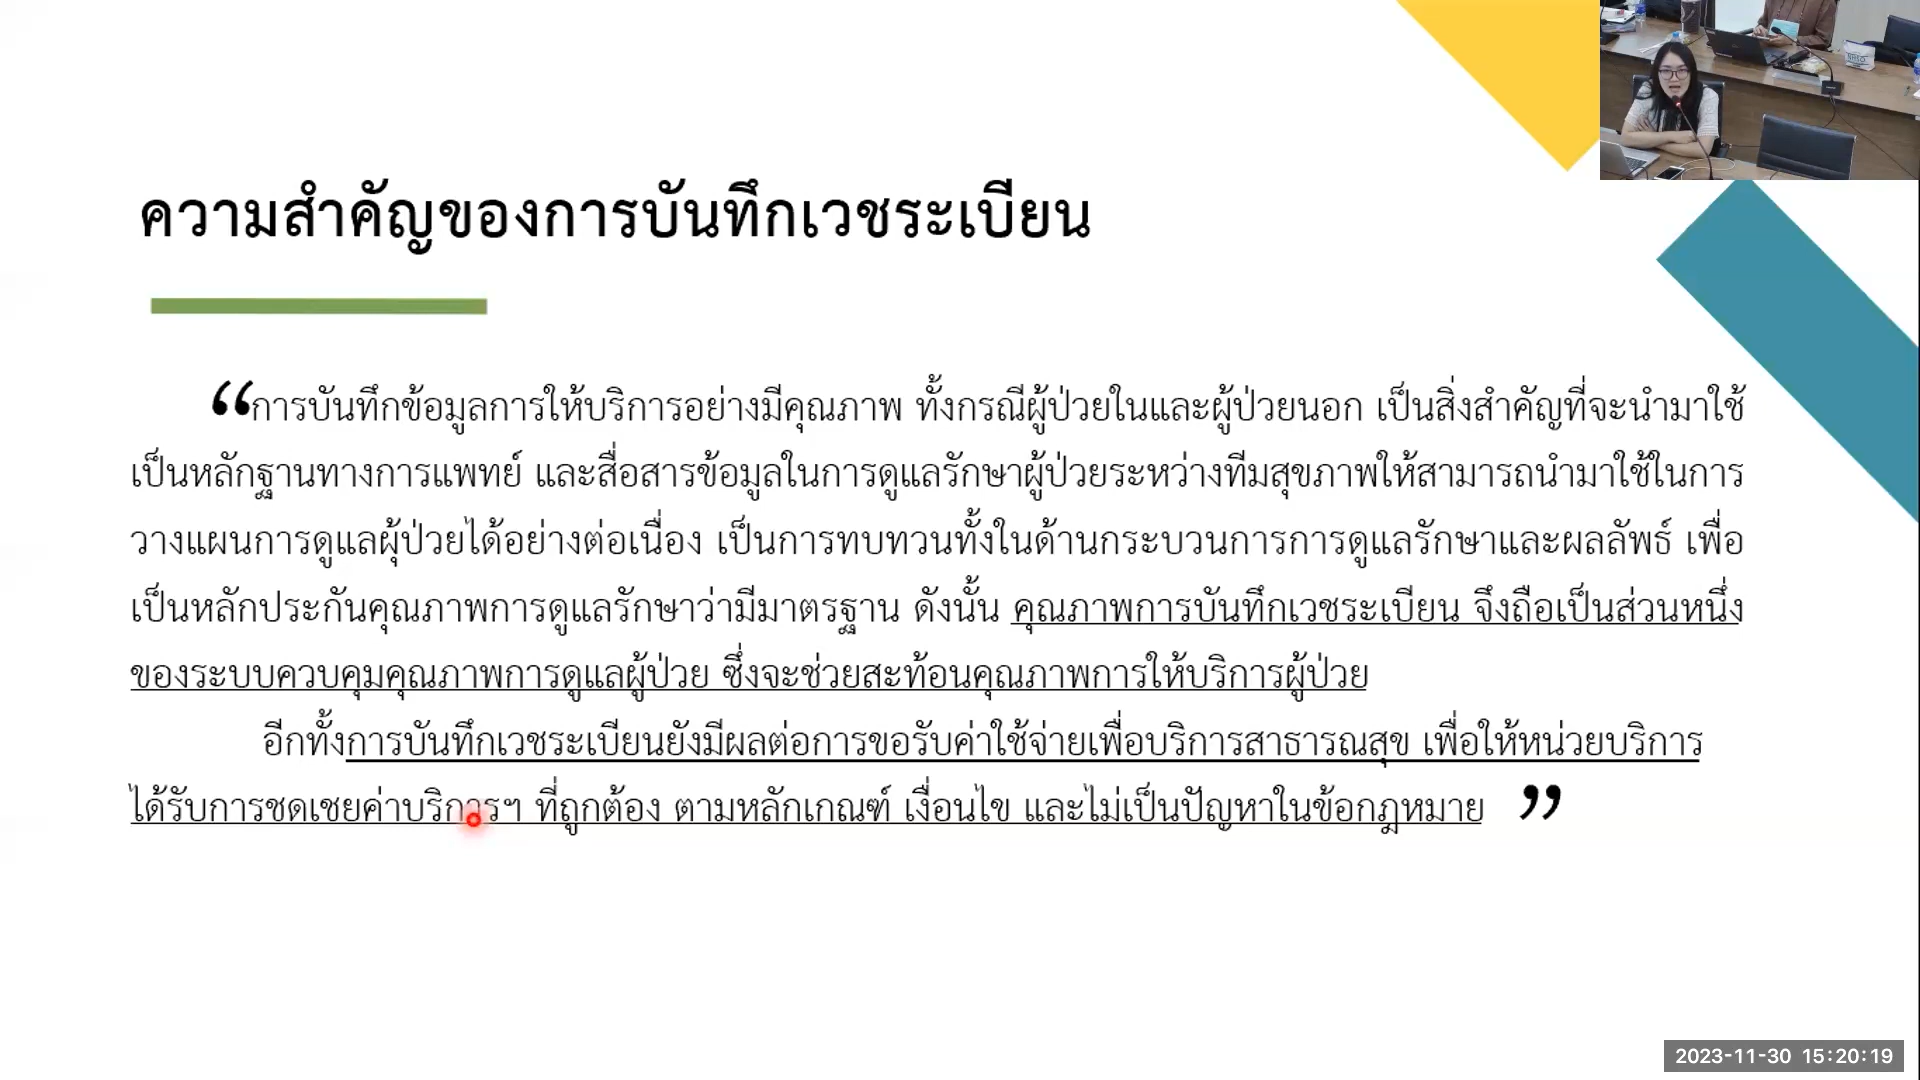 ความสำคัญของการบันทึกเวชระเบียน
“การบันทึกข้อมูลการให้บริการอย่างมีคุณภาพ ทั้งกรณีผู้ป่วยในและผู้ป่วยนอก เป็นสิ่งสำคัญที่จะนำมาใช้
เป็นหลักฐานทางการแพทย์ และสื่อสารข้อมูลในการดูแลรักษาผู้ป่วยระหว่างทีมสุขภาพให้สามารถนำมาใช้ในการ
วางแผนการดูแลผุ้ป่วยได้อย่างต่อเนื่อง เป็นการทบทวนทั้งในด้านกระบวนการการดูแลรักษาและผลลัพธ์ เพื่อ
เป็นหลักประกันคุณภาพการดูแลรักษาว่ามีมาตรฐาน ดังนั้น คุณภาพการบันทึกเวชระเบียน จึงถือเป็นส่วนหนึ่ง
ของระบบควบคุมคุณภาพการดูแลผู้ป่วย ซึ่งจะช่วยสะท้อนคุณภาพการให้บริการผู้ป่วย
อีกทั้งการบันทึกเวชระเบียนยังมีผลต่อการขอรับค่าใช้จ่ายเพื่อบริการสาธารณสุข เพื่อให้หน่วยบริการ
ได้รับการชดเชยค่าบริการฯ ที่ถูกต้อง ตามหลักเกณฑ์ เงื่อนไข และไม่เป็นปัญหาในข้อกฎหมาย ”
2023-11-30 15:20:19